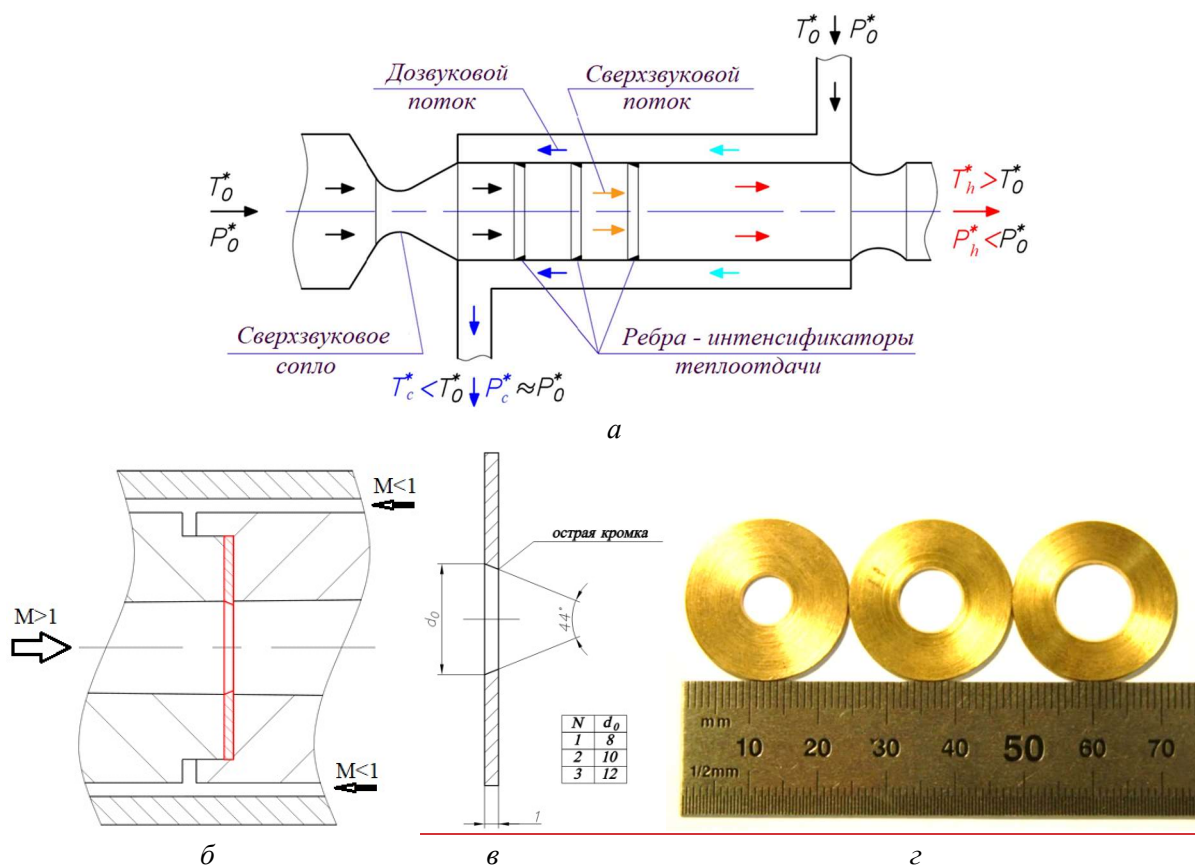 T₀* P₀*
Дозвуковой
поток
Сверхзвуковой
поток
T₀*
P₀*
Tₕ*>T₀*
Pₕ*<P₀*
Сверхзвуковое
сопло
Ребра - интенсификаторы
теплоотдачи
T꜀*<T₀* P꜀*≈P₀*
а
M<1
M>1
M<1
б
острая кромка
d₀
44°
N d₀
1 8
2 10
3 12
1
в
mm
10 20 30 40 50 60 70
1/2mm
г